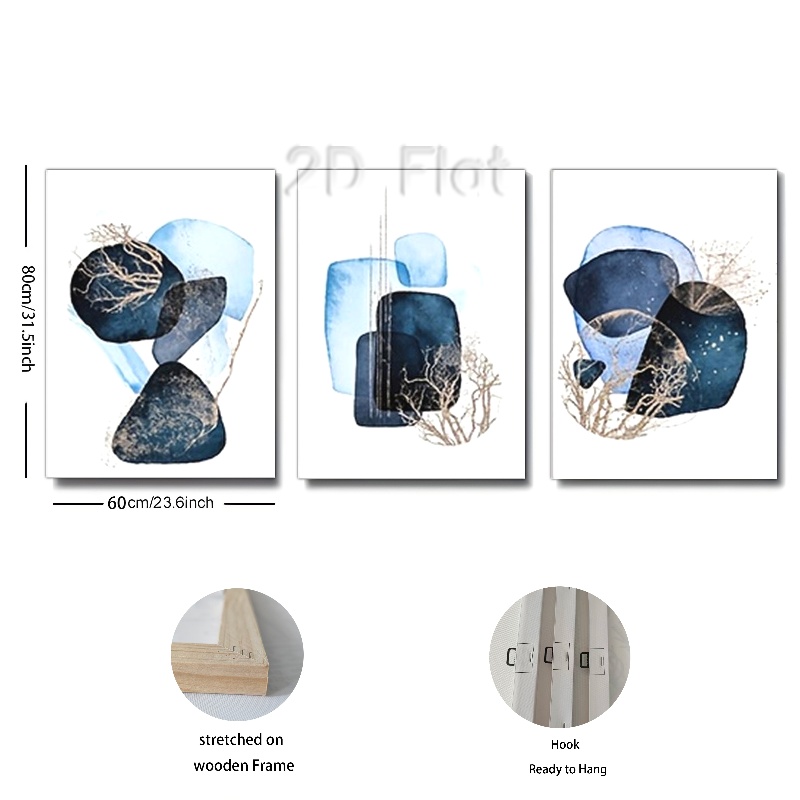 2D Flat
80cm/31.5inch
60cm/23.6inch
stretched on
wooden Frame
Hook
Ready to Hang